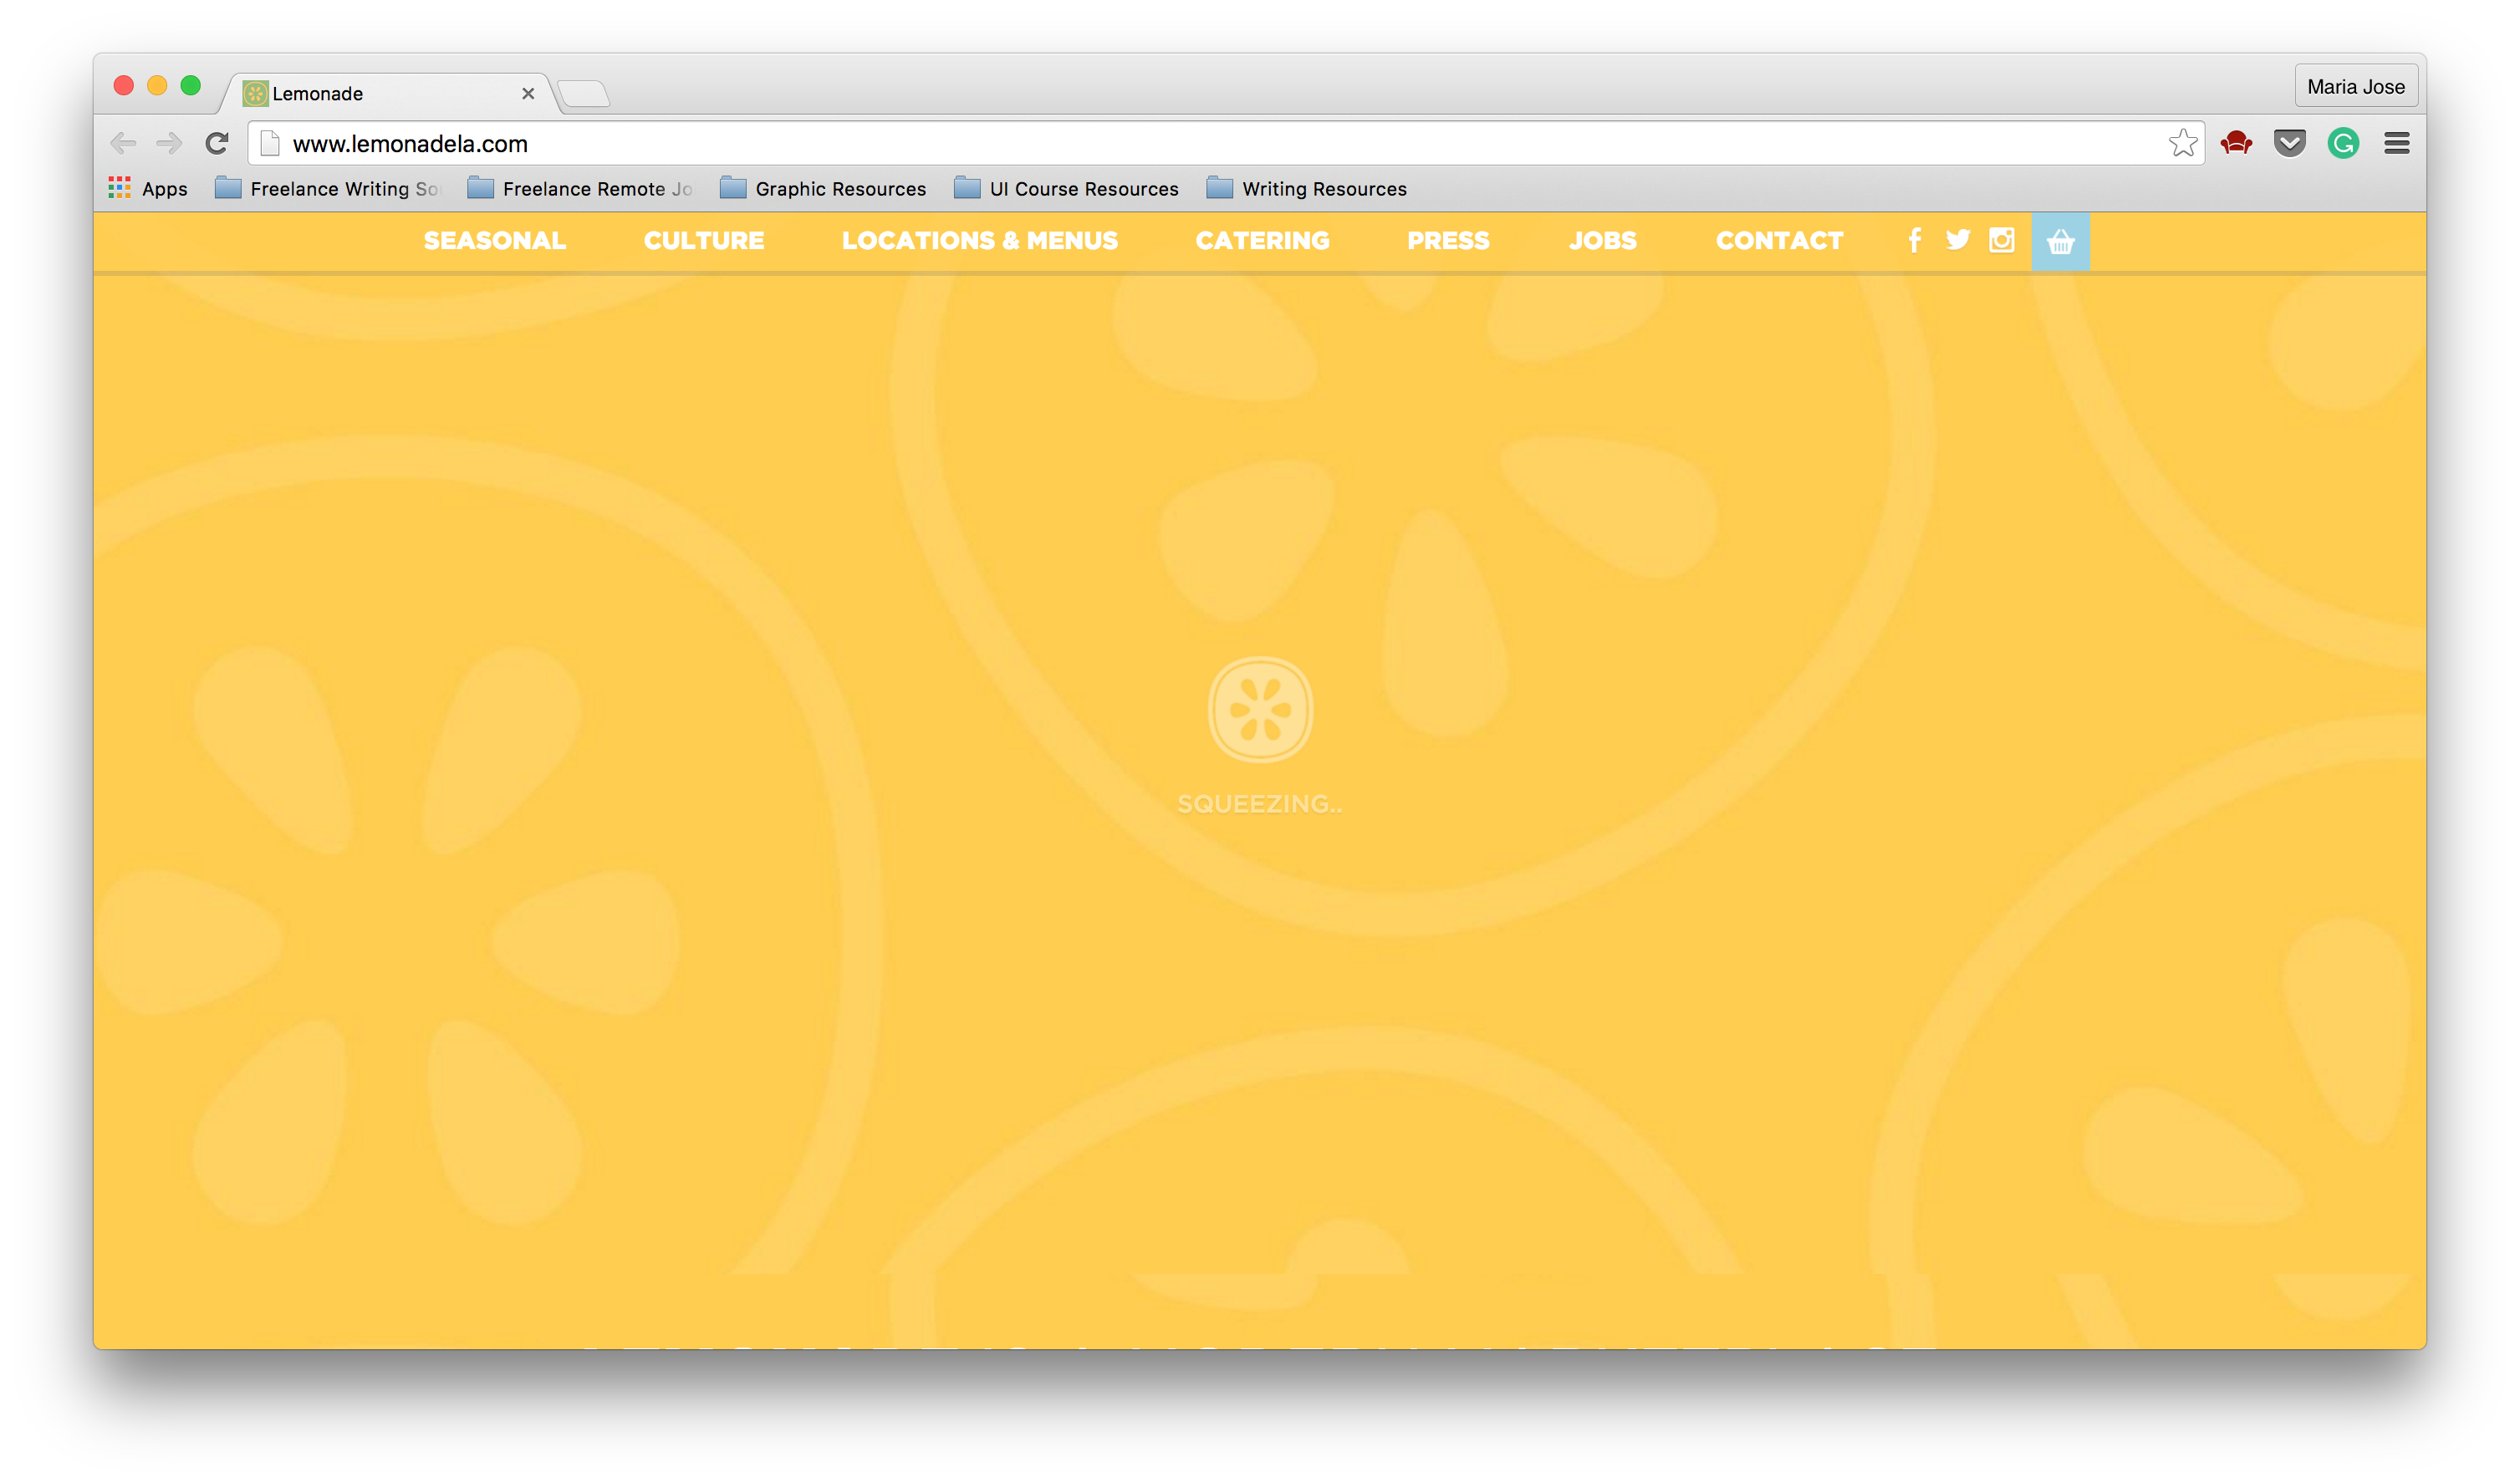 Lemonade
Maria Jose
www.lemonadela.com
Apps Freelance Writing So Freelance Remote Jo Graphic Resources UI Course Resources Writing Resources
SEASONAL CULTURE LOCATIONS & MENUS CATERING PRESS JOBS CONTACT
SQUEEZING..